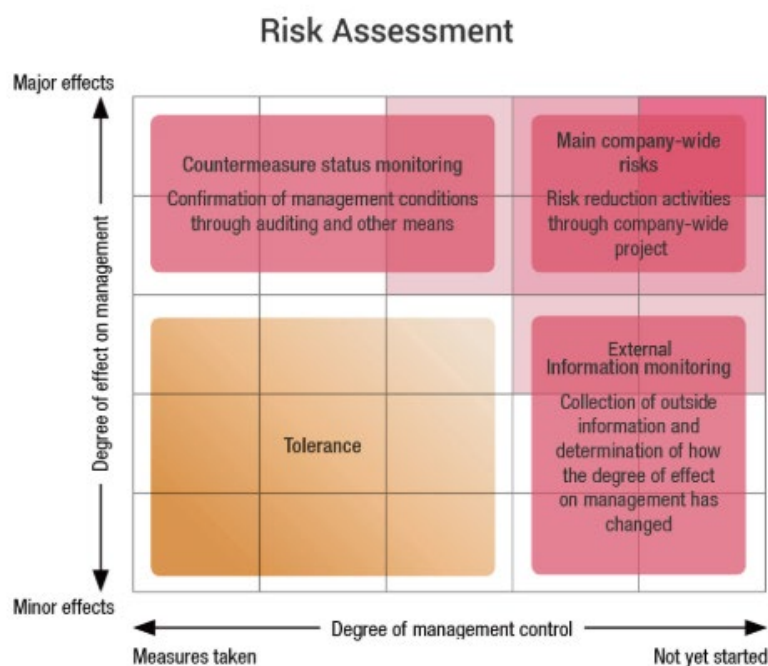 Risk Assessment
Major effects
Degree of effect on management
Minor effects
Countermeasure status monitoring
Confirmation of management conditions
through auditing and other means
Main company-wide
risks
Risk reduction activities
through company-wide
project
Tolerance
External
Information monitoring
Collection of outside
information and
determination of how
the degree of effect
on management has
changed
Degree of management control
Measures taken
Not yet started